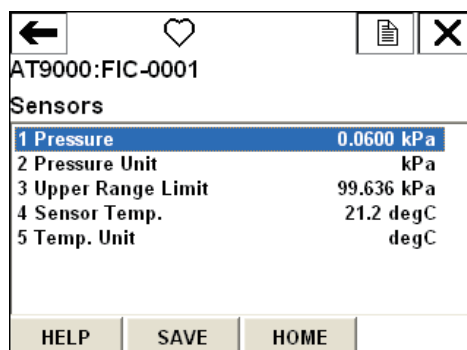 AT9000:FIC-0001
Sensors
1 Pressure 0.0600 kPa
2 Pressure Unit kPa
3 Upper Range Limit 99.636 kPa
4 Sensor Temp. 21.2 degC
5 Temp. Unit degC
HELP SAVE HOME